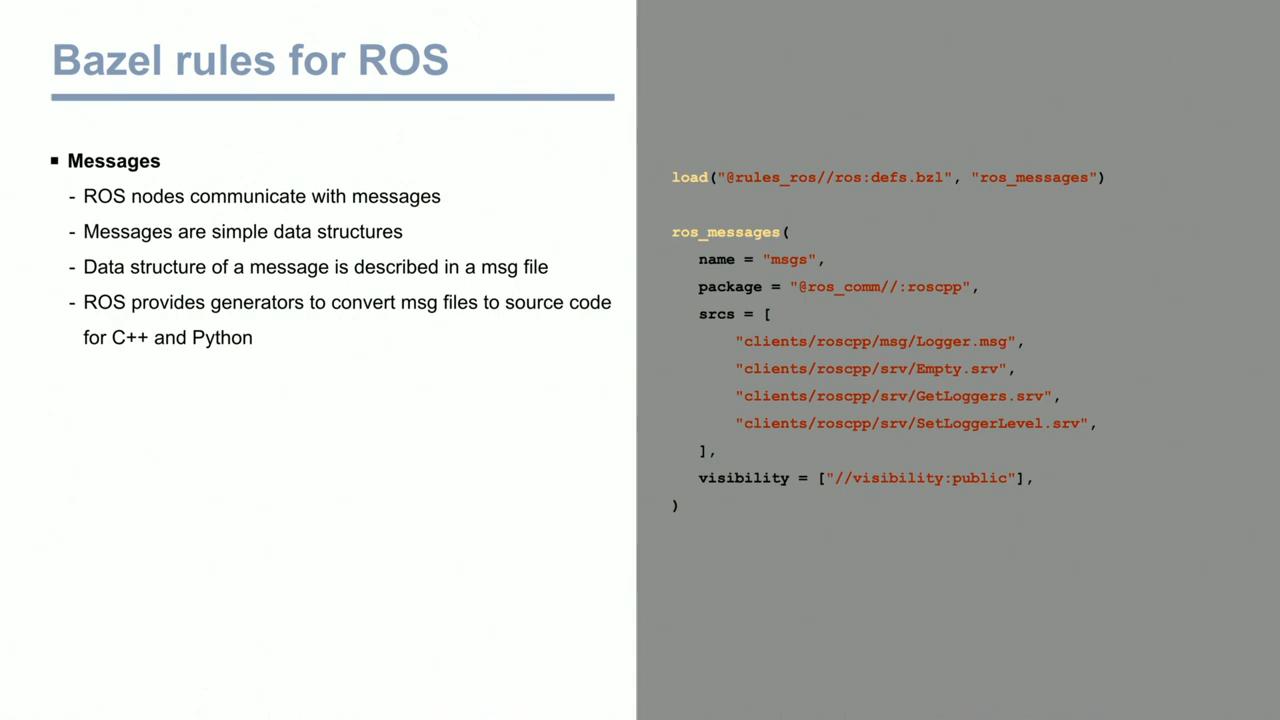 Bazel rules for ROS
▪ Messages
- ROS nodes communicate with messages
- Messages are simple data structures
- Data structure of a message is described in a msg file
- ROS provides generators to convert msg files to source code
for C++ and Python
load("@rules_ros//ros:defs.bzl", "ros_messages")
ros_messages(
name = "msgs",
package = "@ros_comm//:roscpp",
srcs = [
"clients/roscpp/msg/Logger.msg",
"clients/roscpp/srv/Empty.srv",
"clients/roscpp/srv/GetLoggers.srv",
"clients/roscpp/srv/SetLoggerLevel.srv",
],
visibility = ["//visibility:public"],
)